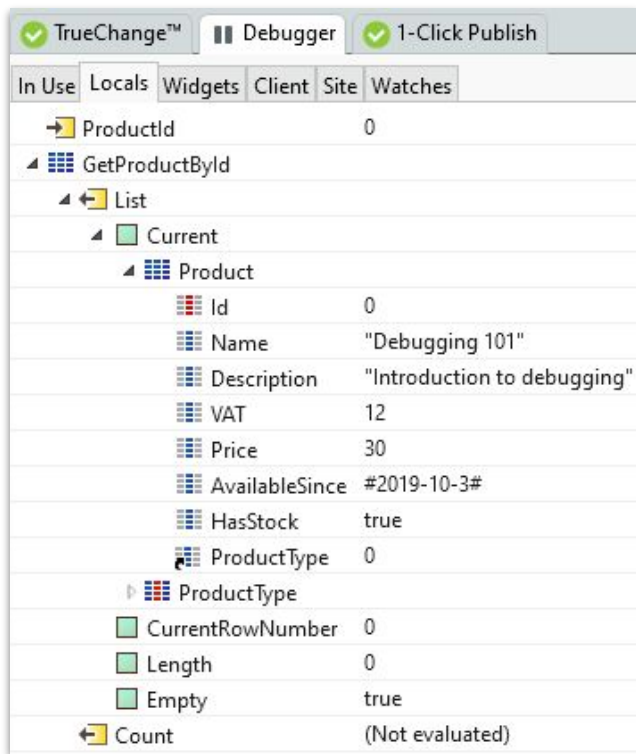 TrueChange™ Debugger 1-Click Publish
In Use Locals Widgets Client Site Watches
ProductId 0
GetProductById
List
Current
Product
Id 0
Name "Debugging 101"
Description "Introduction to debugging"
VAT 12
Price 30
AvailableSince #2019-10-3#
HasStock true
ProductType 0
ProductType
CurrentRowNumber 0
Length 0
Empty true
Count (Not evaluated)